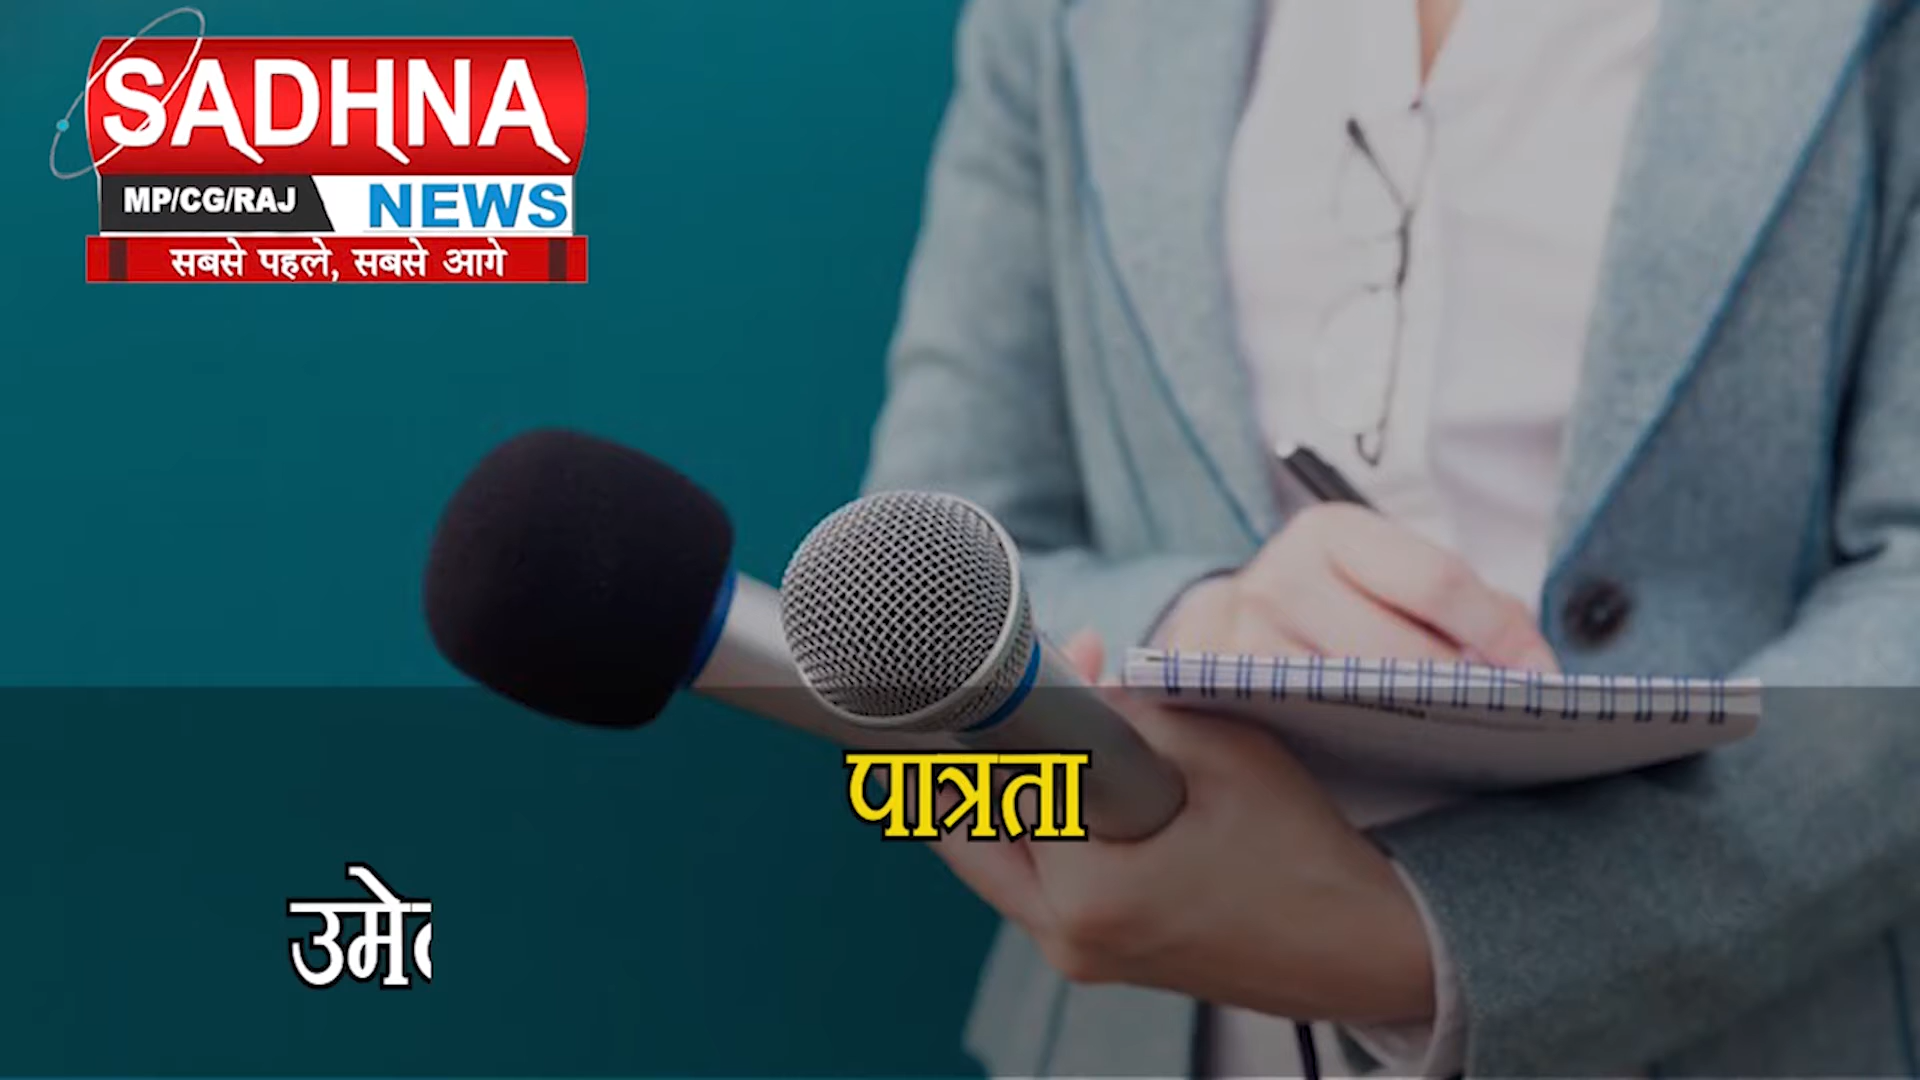 SADHNA
MP/CG/RAJ NEWS
सबसे पहले, सबसे आगे
पात्रता